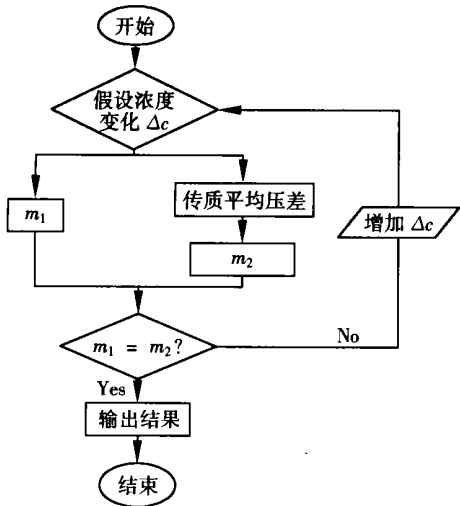 开始
假设浓度
变化 Δc
m₁
传质平均压差
m₂
增加 Δc
m₁ = m₂?
No
Yes
输出结果
结束